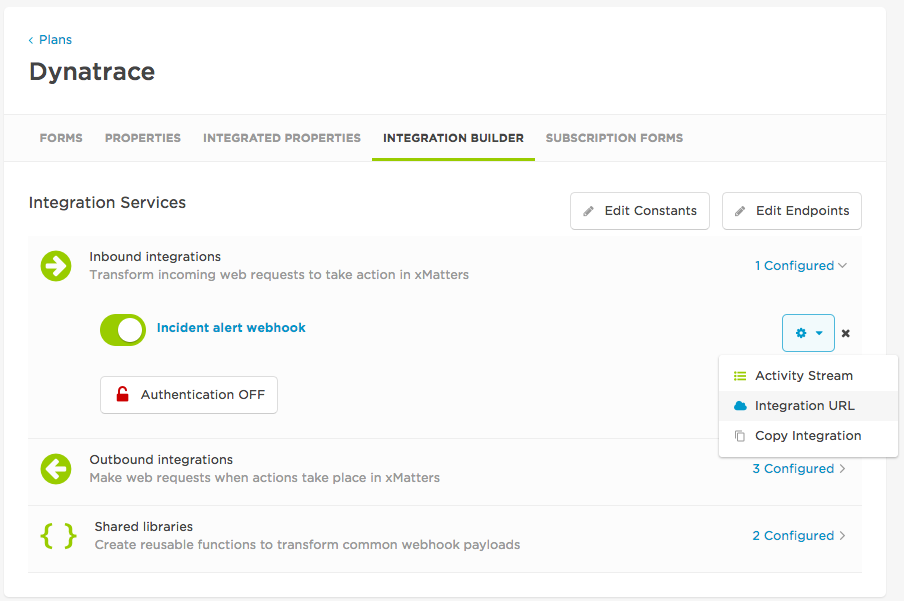 Plans
Dynatrace
FORMS PROPERTIES INTEGRATED PROPERTIES INTEGRATION BUILDER SUBSCRIPTION FORMS
Integration Services
Edit Constants Edit Endpoints
Inbound integrations
Transform incoming web requests to take action in xMatters
1 Configured
Incident alert webhook
Authentication OFF
Activity Stream
Integration URL
Copy Integration
Outbound integrations
Make web requests when actions take place in xMatters
3 Configured
Shared libraries
Create reusable functions to transform common webhook payloads
2 Configured